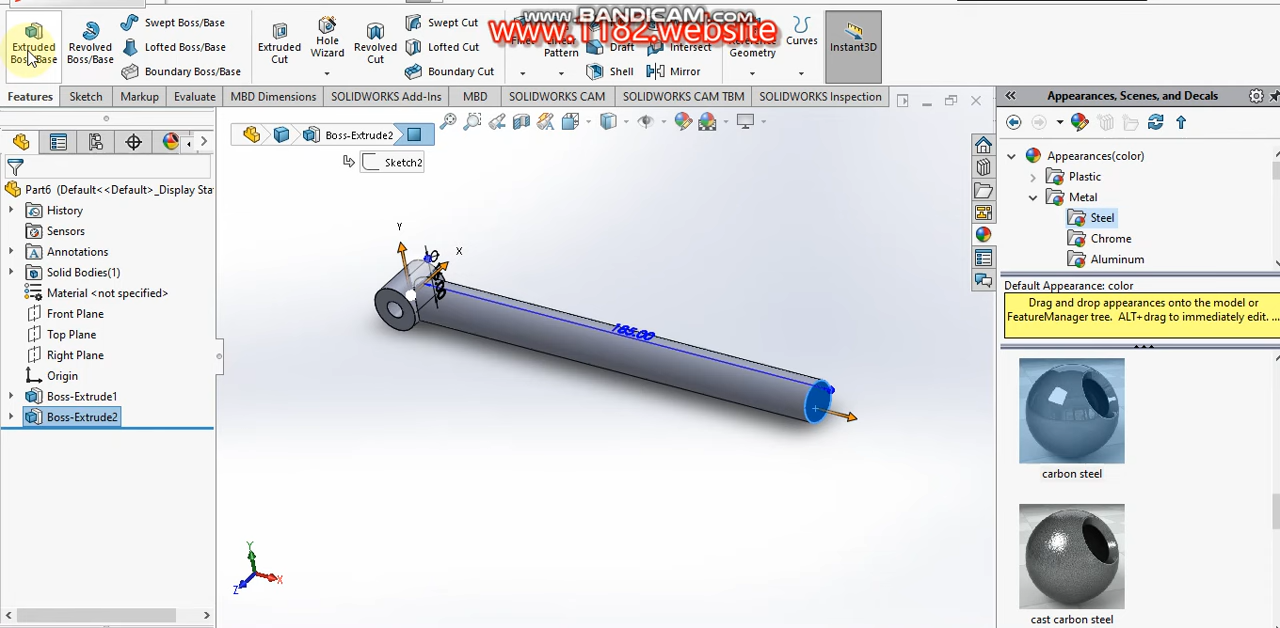 www.BANDICAM.com
www.1182.website
Extruded
Boss/Base
Revolved
Boss/Base
Swept Boss/Base
Lofted Boss/Base
Boundary Boss/Base
Extruded
Cut
Hole
Wizard
Revolved
Cut
Swept Cut
Lofted Cut
Boundary Cut
Linear
Pattern
Draft
Intersect
Shell
Mirror
Reference
Geometry
Curves
Instant3D
Features
Sketch
Markup
Evaluate
MBD Dimensions
SOLIDWORKS Add-Ins
MBD
SOLIDWORKS CAM
SOLIDWORKS CAM TBM
SOLIDWORKS Inspection
Appearances, Scenes, and Decals
Boss-Extrude2
Sketch2
Part6 (Default<<Default>_Display Sta
History
Sensors
Annotations
Solid Bodies(1)
Material <not specified>
Front Plane
Top Plane
Right Plane
Origin
Boss-Extrude1
Boss-Extrude2
Y
X
185.00
Y
X
Z
Appearances(color)
Plastic
Metal
Steel
Chrome
Aluminum
Default Appearance: color
Drag and drop appearances onto the model or
FeatureManager tree. ALT+drag to immediately edit. ...
carbon steel
cast carbon steel